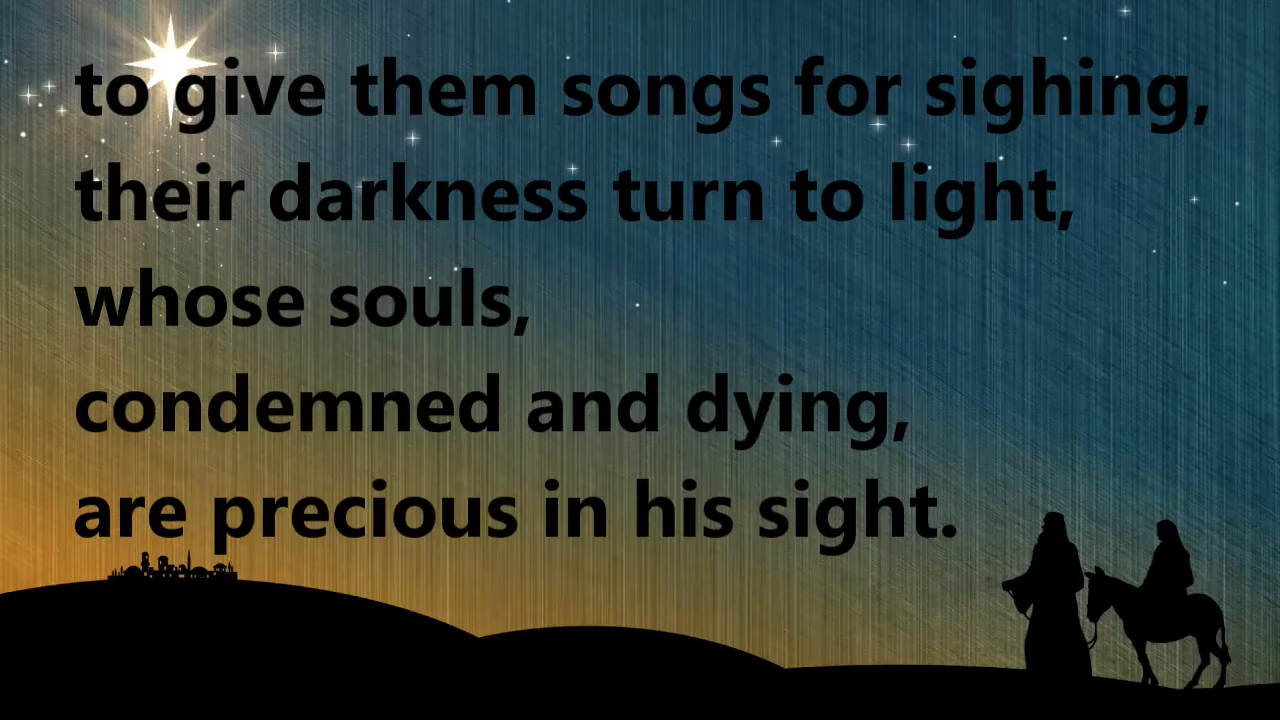 to give them songs for sighing,
their darkness turn to light,
whose souls,
condemned and dying,
are precious in his sight.